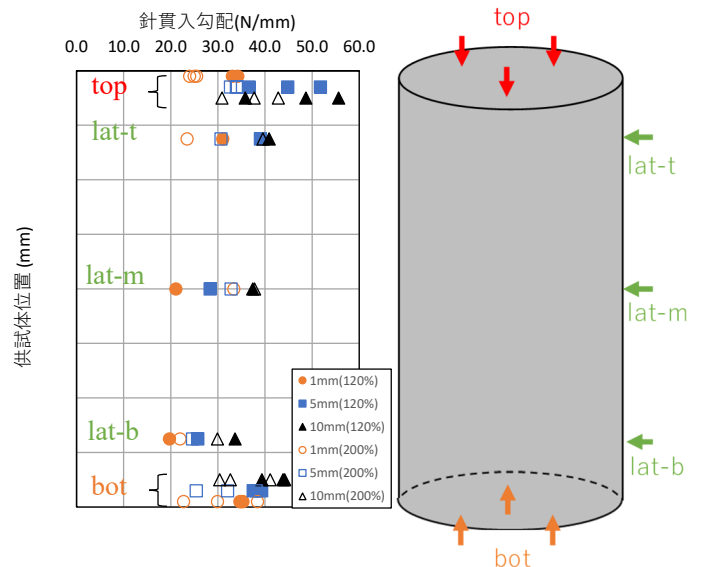 針貫入勾配(N/mm)
0.0 10.0 20.0 30.0 40.0 50.0 60.0
供試体位置 (mm)
top
lat-t
lat-m
lat-b
bot
1mm(120%)
5mm(120%)
10mm(120%)
1mm(200%)
5mm(200%)
10mm(200%)
top
lat-t
lat-m
lat-b
bot